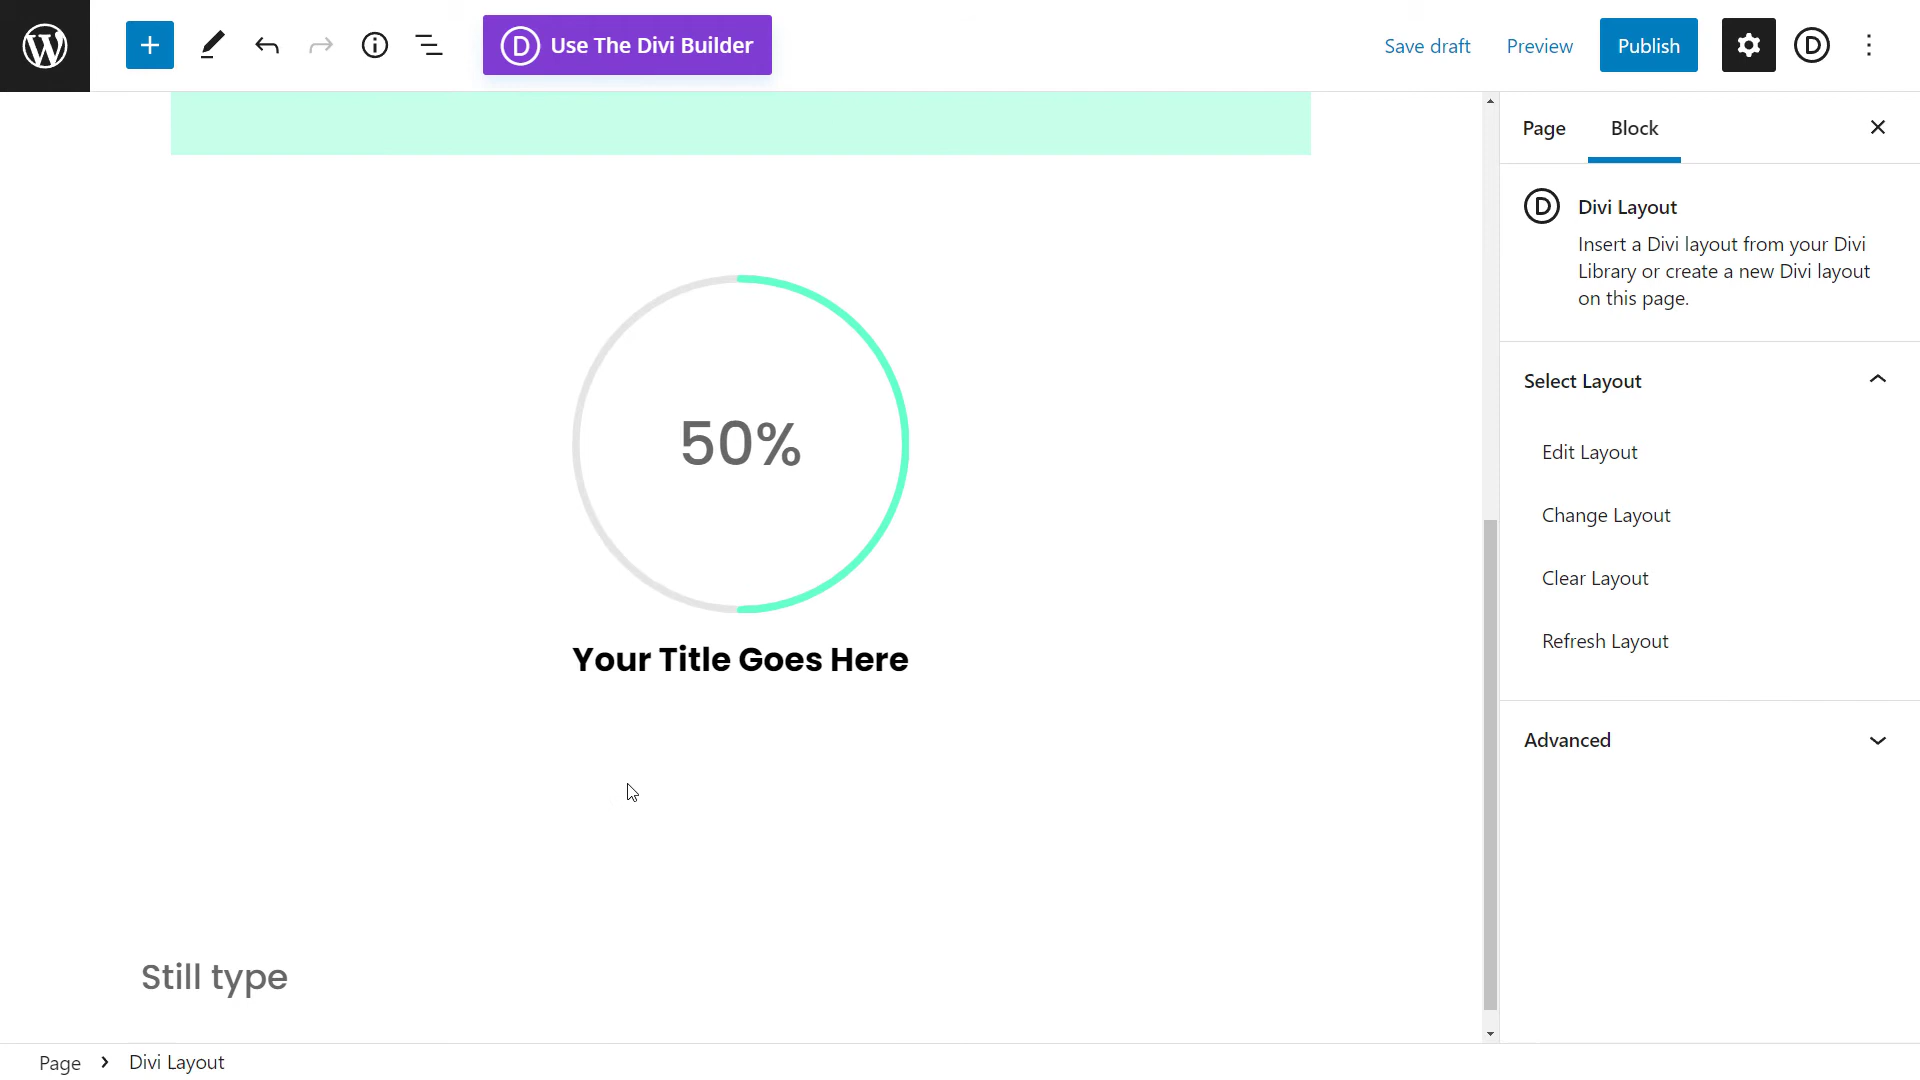 Use The Divi Builder
Save draft
Preview
Publish
Page
Block
Divi Layout
Insert a Divi layout from your Divi
Library or create a new Divi layout
on this page.
Select Layout
Edit Layout
Change Layout
Clear Layout
Refresh Layout
Advanced
50%
Your Title Goes Here
Still type
Page
Divi Layout